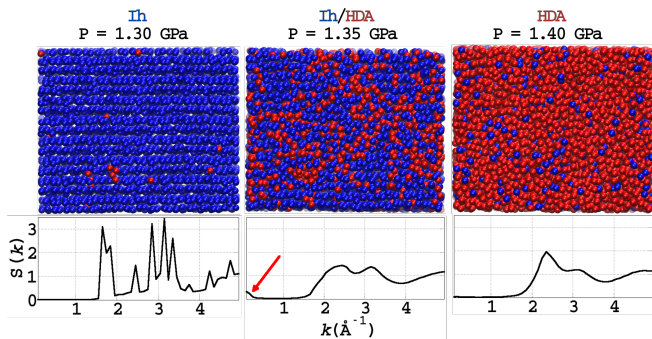 Ih Ih/HDA HDA
P = 1.30 GPa P = 1.35 GPa P = 1.40 GPa
3
2
1
0
S(k)
1 2 3 4 1 2 3 4 1 2 3 4 5
k(Å⁻¹)